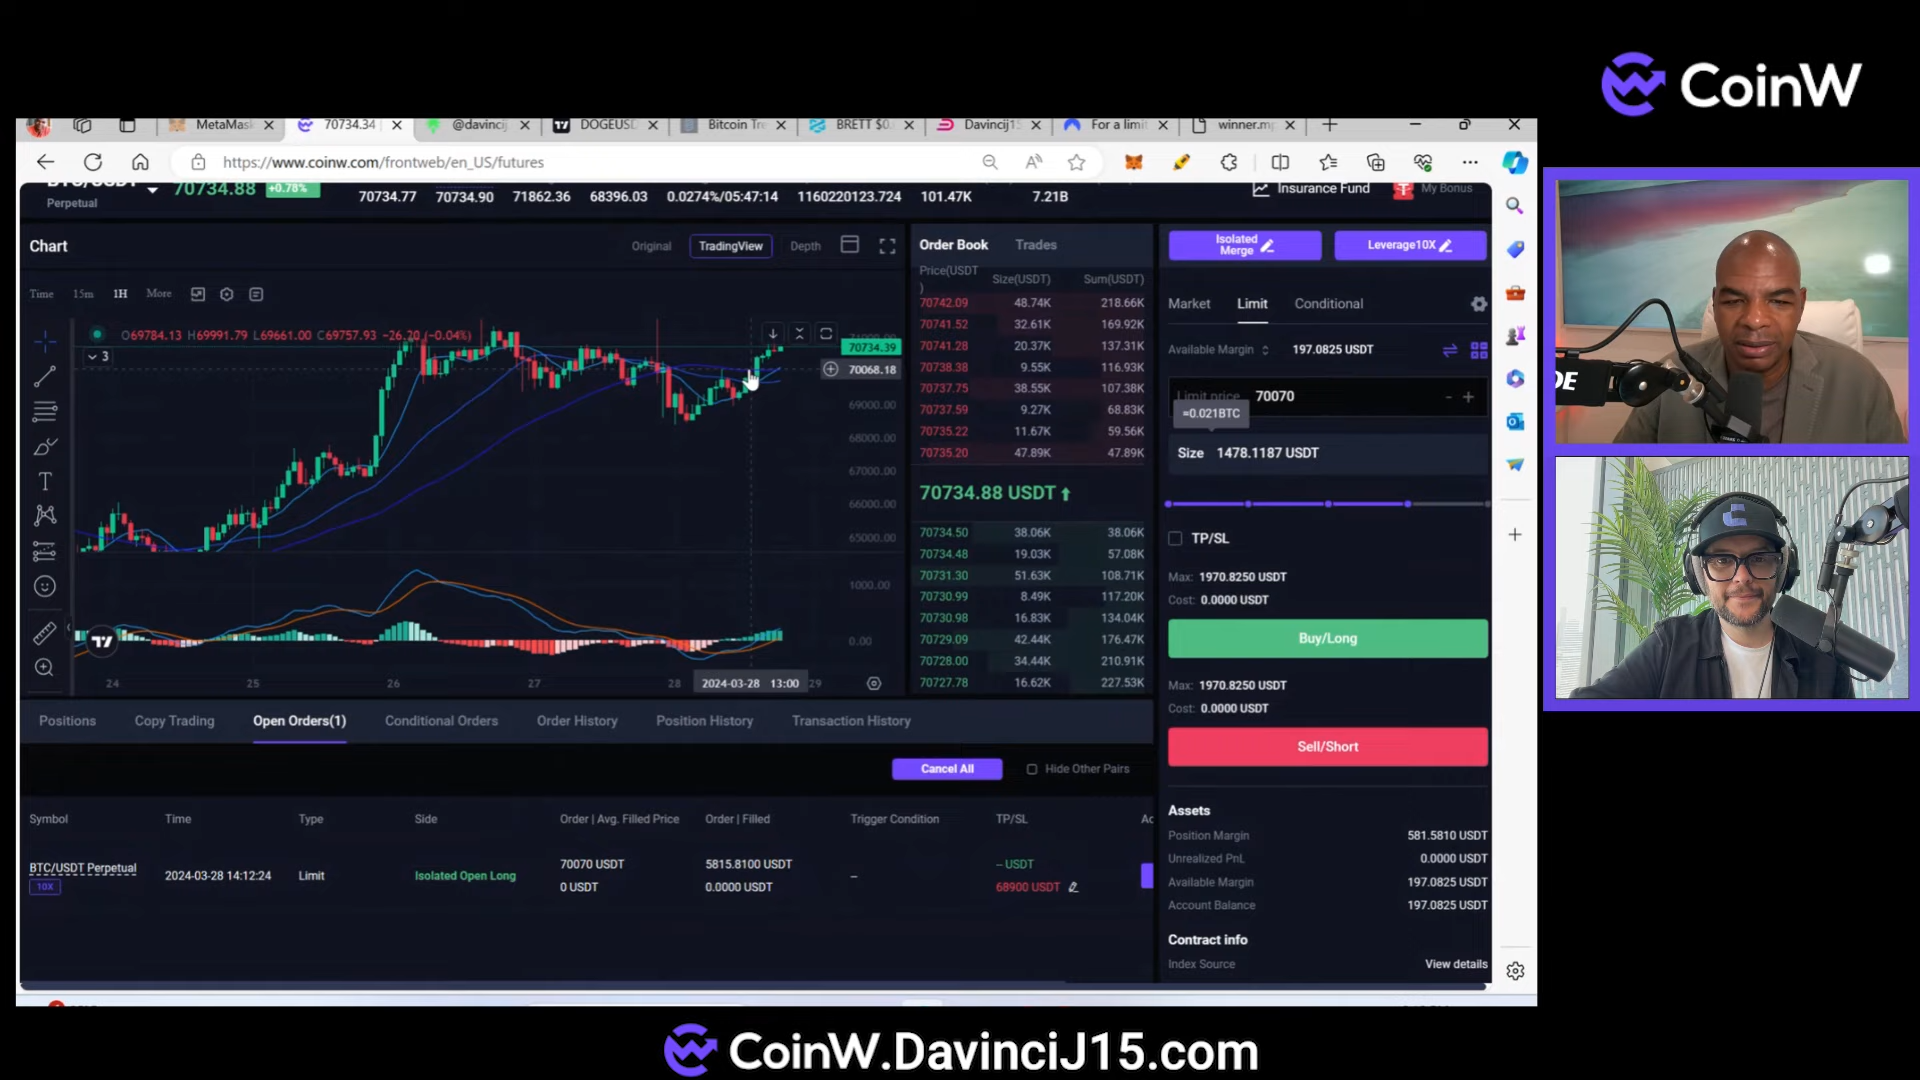 CoinW
MetaMask
70734.34 |
@davincij
DOGEUSD
Bitcoin Tre
BRETT $0.
Davincij15
For a limit
winner.mp
https://www.coinw.com/frontweb/en_US/futures
70734.88 +0.78%
Perpetual
70734.77 70734.90 71862.36 68396.03 0.0274%/05:47:14 1160220123.724 101.47K 7.21B
Insurance Fund My Bonus
Chart
Original TradingView Depth
Time 15m 1H More
O69784.13 H69991.79 L69661.00 C69757.93 -26.20 (-0.04%)
3
70734.39
70068.18
69000.00
68000.00
67000.00
66000.00
65000.00
1000.00
0.00
24 25 26 27 28 2024-03-28 13:00 29
Order Book Trades
Price(USDT) Size(USDT) Sum(USDT)
70742.09 48.74K 218.66K
70741.52 32.61K 169.92K
70741.28 20.37K 137.31K
70738.38 9.55K 116.93K
70737.75 38.55K 107.38K
70737.59 9.27K 68.83K
70735.22 11.67K 59.56K
70735.20 47.89K 47.89K
70734.88 USDT
70734.50 38.06K 38.06K
70734.48 19.03K 57.08K
70731.30 51.63K 108.71K
70730.99 8.49K 117.20K
70730.98 16.83K 134.04K
70729.09 42.44K 176.47K
70728.00 34.44K 210.91K
70727.78 16.62K 227.53K
Isolated
Merge
Leverage10X
Market Limit Conditional
Available Margin 197.0825 USDT
Limit price 70070 - +
≈0.021BTC
Size 1478.1187 USDT
TP/SL
Max: 1970.8250 USDT
Cost: 0.0000 USDT
Buy/Long
Max: 1970.8250 USDT
Cost: 0.0000 USDT
Sell/Short
Assets
Position Margin 581.5810 USDT
Unrealized PnL 0.0000 USDT
Available Margin 197.0825 USDT
Account Balance 197.0825 USDT
Contract info
Index Source View details
Positions Copy Trading Open Orders(1) Conditional Orders Order History Position History Transaction History
Cancel All Hide Other Pairs
Symbol Time Type Side Order | Avg. Filled Price Order | Filled Trigger Condition TP/SL Ac
BTC/USDT Perpetual 2024-03-28 14:12:24 Limit Isolated Open Long 70070 USDT 5815.8100 USDT -- -- USDT
10X 0 USDT 0.0000 USDT 68900 USDT
DE
CoinW.DavinciJ15.com